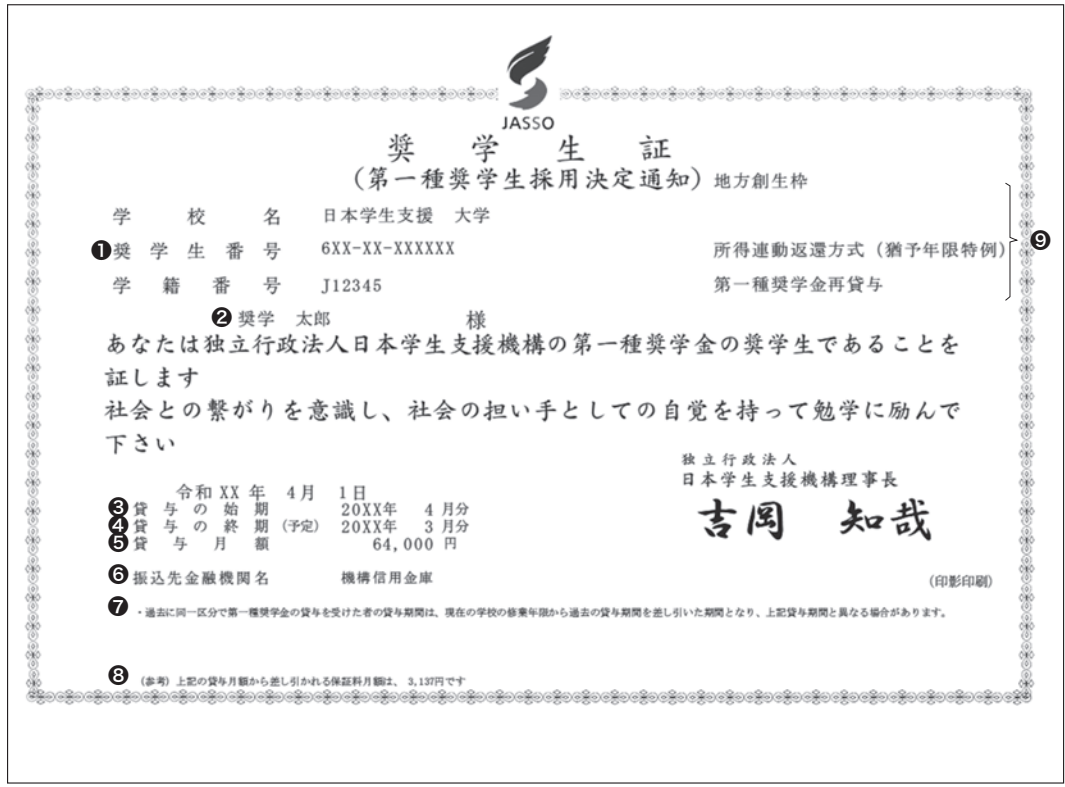 JASSO
奨学生証
(第一種奨学生採用決定通知) 地方創生枠
学校名 日本学生支援 大学
❶奨学生番号 6XX-XX-XXXXXX 所得連動返還方式(猶予年限特例) ❾
学籍番号 J12345 第一種奨学金再貸与
❷奨学 太郎 様
あなたは独立行政法人日本学生支援機構の第一種奨学金の奨学生であることを
証します
社会との繋がりを意識し、社会の担い手としての自覚を持って勉学に励んで
下さい
独立行政法人
日本学生支援機構理事長
吉岡 知哉
(印影印刷)
令和XX年 4月 1日
❸貸与の始期 20XX年 4月分
❹貸与の終期(予定) 20XX年 3月分
❺貸与月額 64,000円
❻振込先金融機関名 機構信用金庫
❼・過去に同一区分で第一種奨学金の貸与を受けた者の貸与期間は、現在の学校の修業年限から過去の貸与期間を差し引いた期間となり、上記貸与期間と異なる場合があります。
❽(参考)上記の貸与月額から差し引かれる保証料月額は、 3,137円です